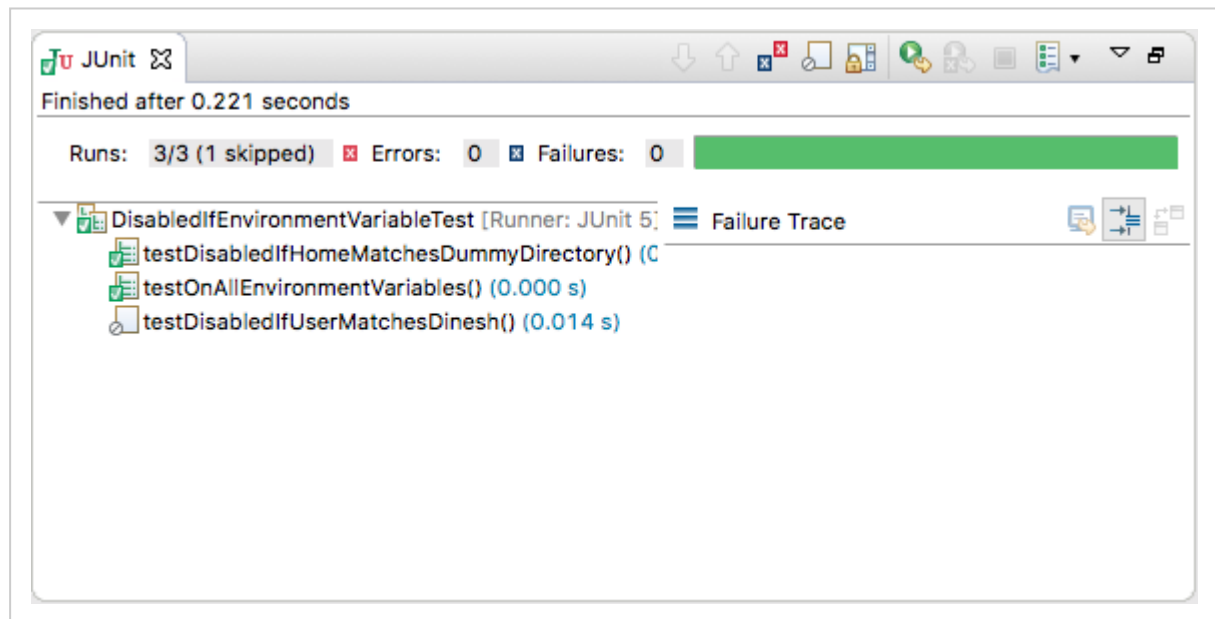 JUnit
Finished after 0.221 seconds
Runs: 3/3 (1 skipped) Errors: 0 Failures: 0
DisabledIfEnvironmentVariableTest [Runner: JUnit 5]
Failure Trace
testDisabledIfHomeMatchesDummyDirectory() (0
testOnAllEnvironmentVariables() (0.000 s)
testDisabledIfUserMatchesDinesh() (0.014 s)